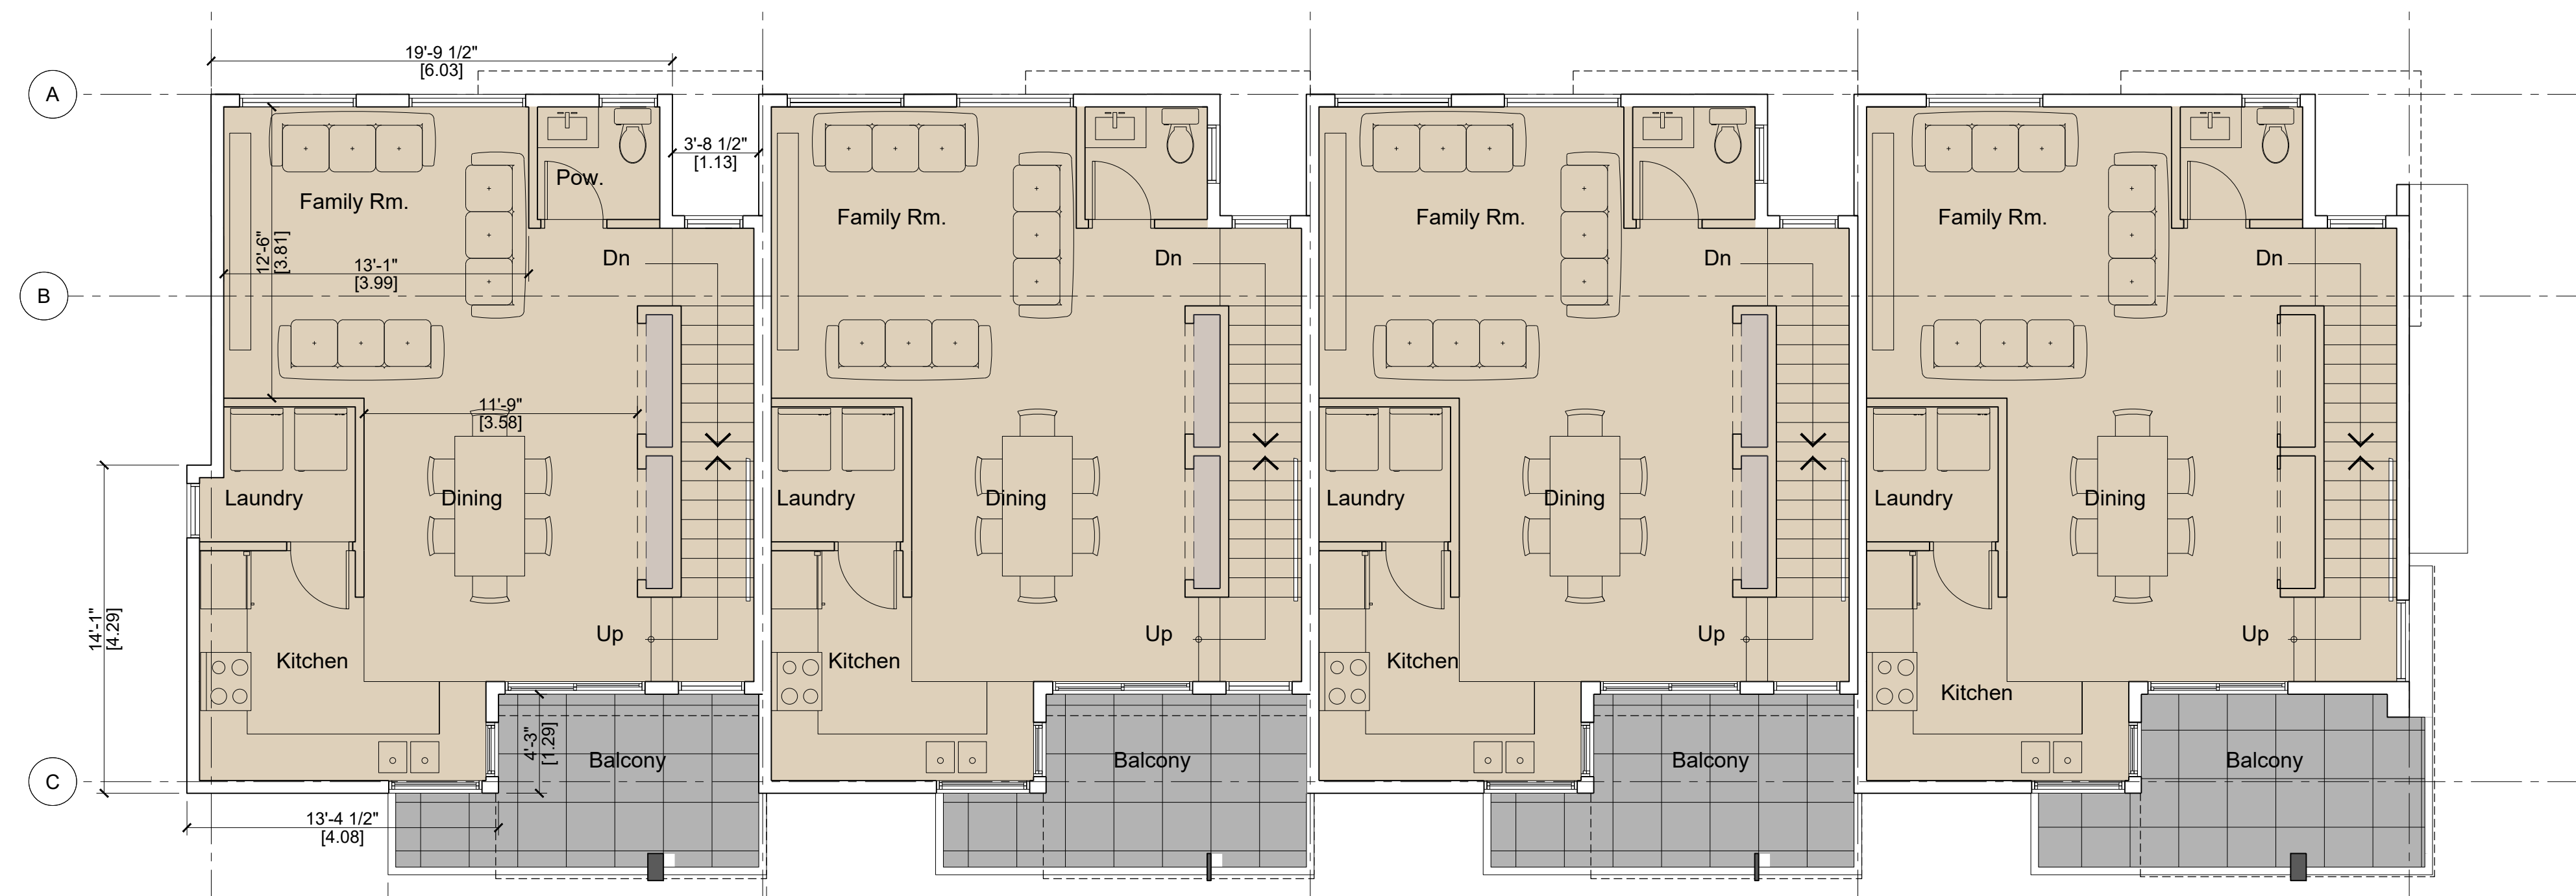 19'-9 1/2"
[6.03]
A
3'-8 1/2"
[1.13]
Pow.
Family Rm.
Family Rm.
Family Rm.
Family Rm.
12'-6"
[3.81]
13'-1"
[3.99]
Dn
Dn
Dn
Dn
B
11'-9"
[3.58]
Laundry
Dining
Laundry
Dining
Laundry
Dining
Laundry
Dining
14'-1"
[4.29]
Up
Up
Up
Up
Kitchen
Kitchen
Kitchen
Kitchen
4'-3"
[1.29]
Balcony
Balcony
Balcony
Balcony
C
13'-4 1/2"
[4.08]